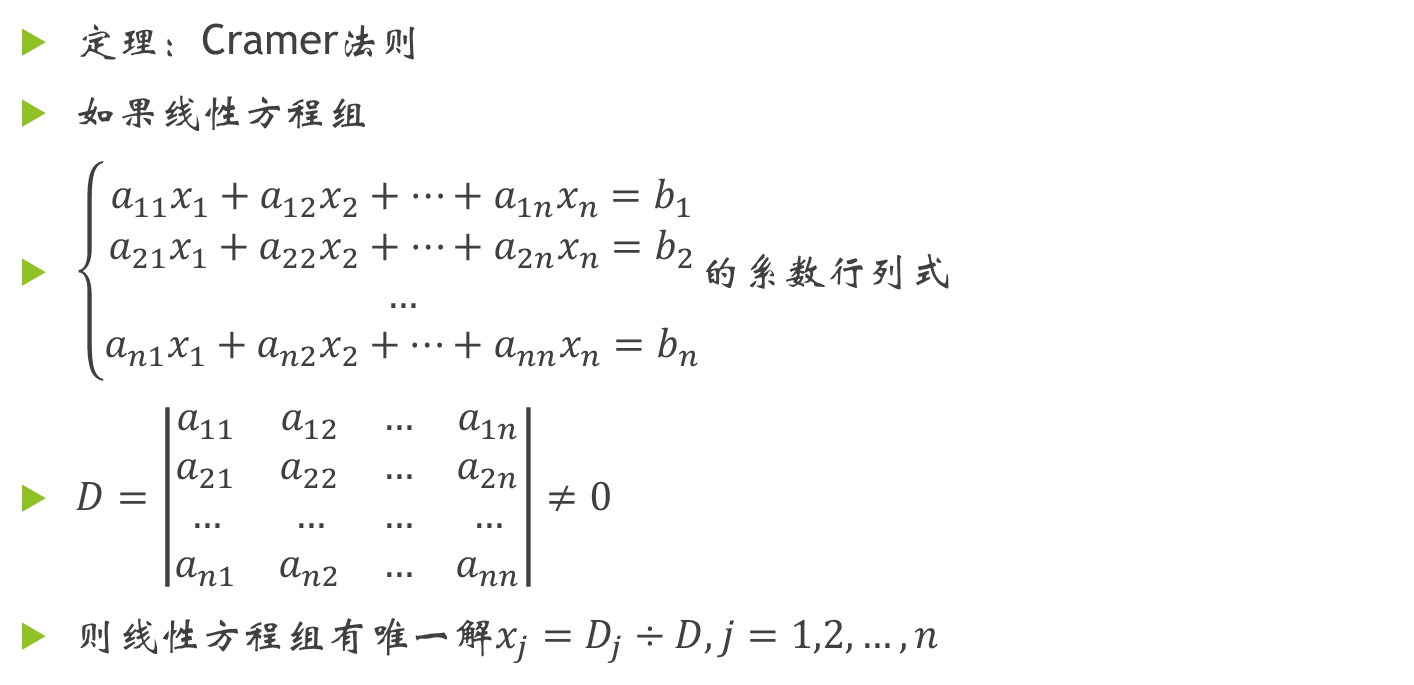 定理：Cramer法则
如果线性方程组
a₁₁x₁ + a₁₂x₂ + ⋯ + a₁ₙxₙ = b₁
a₂₁x₁ + a₂₂x₂ + ⋯ + a₂ₙxₙ = b₂
…
aₙ₁x₁ + aₙ₂x₂ + ⋯ + aₙₙxₙ = bₙ
的系数行列式
D = | a₁₁ a₁₂ … a₁ₙ |
| a₂₁ a₂₂ … a₂ₙ |
| … … … … |
| aₙ₁ aₙ₂ … aₙₙ | ≠ 0
则线性方程组有唯一解xⱼ = Dⱼ ÷ D, j = 1,2, … , n